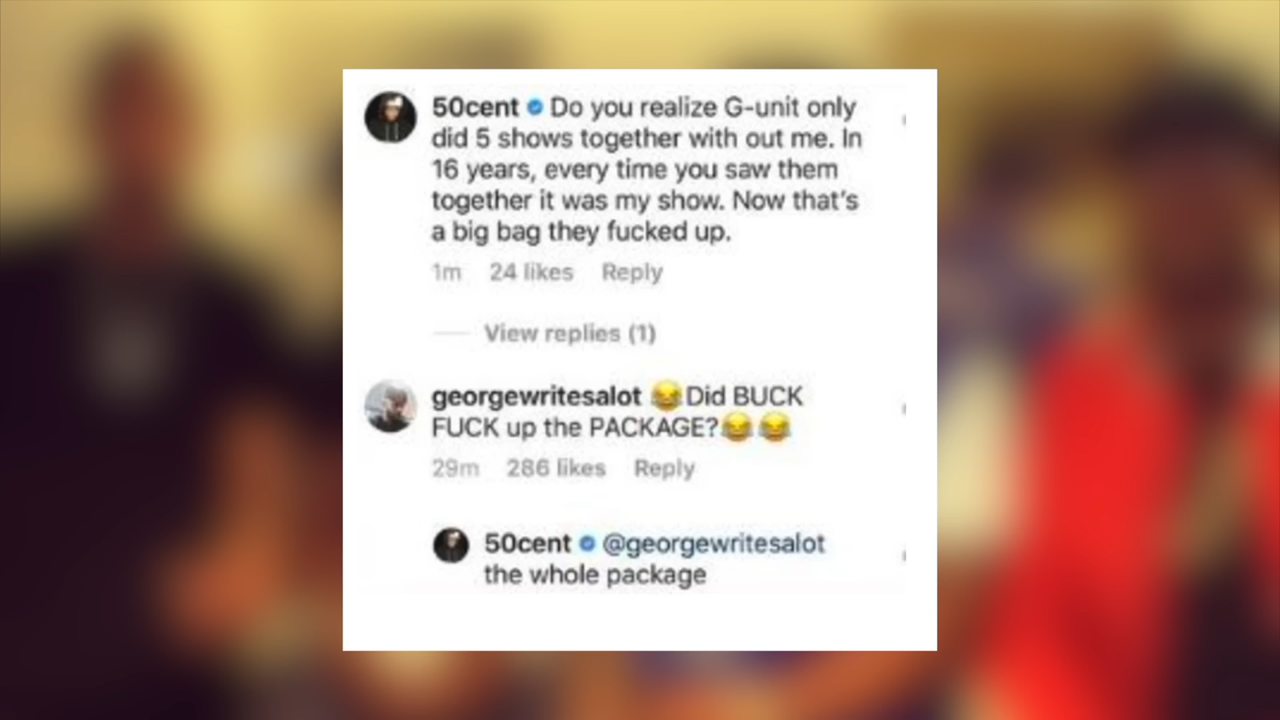 50cent Do you realize G-unit only
did 5 shows together with out me. In
16 years, every time you saw them
together it was my show. Now that's
a big bag they fucked up.
1m 24 likes Reply
View replies (1)
georgewritesalot 😂Did BUCK
FUCK up the PACKAGE?😂😂
29m 286 likes Reply
50cent @georgewritesalot
the whole package